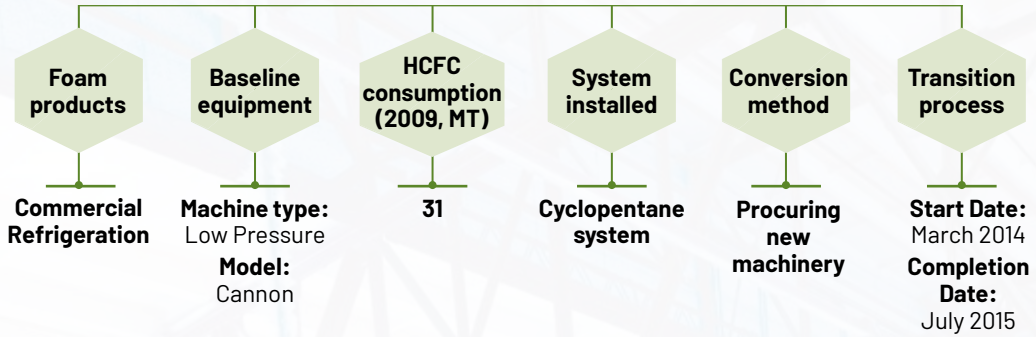 Foam
products
Commercial
Refrigeration
Baseline
equipment
Machine type:
Low Pressure
Model:
Cannon
HCFC
consumption
(2009, MT)
31
System
installed
Cyclopentane
system
Conversion
method
Procuring
new
machinery
Transition
process
Start Date:
March 2014
Completion
Date:
July 2015